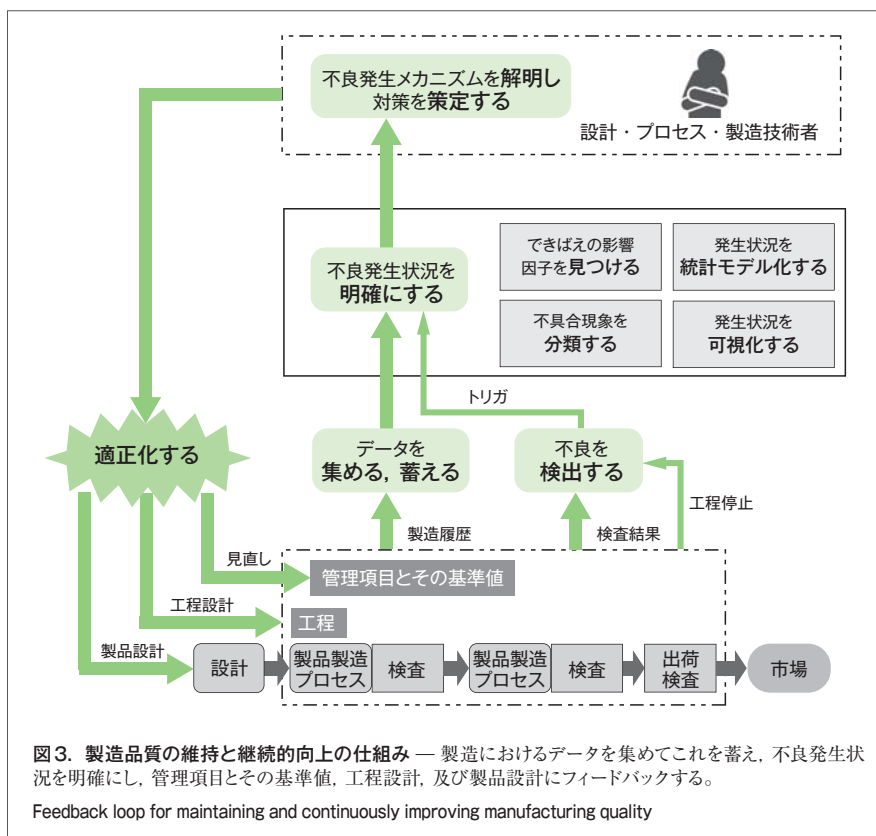 不良発生メカニズムを解明し
対策を策定する
設計・プロセス・製造技術者
不良発生状況を
明確にする
できばえの影響
因子を見つける
発生状況を
統計モデル化する
不具合現象を
分類する
発生状況を
可視化する
トリガ
適正化する
データを
集める，蓄える
不良を
検出する
工程停止
製造履歴
検査結果
見直し
管理項目とその基準値
工程設計
工程
製品設計
設計
製品製造
プロセス
検査
製品製造
プロセス
検査
出荷
検査
市場
図3．製造品質の維持と継続的向上の仕組み — 製造におけるデータを集めてこれを蓄え，不良発生状
況を明確にし，管理項目とその基準値，工程設計，及び製品設計にフィードバックする。
Feedback loop for maintaining and continuously improving manufacturing quality